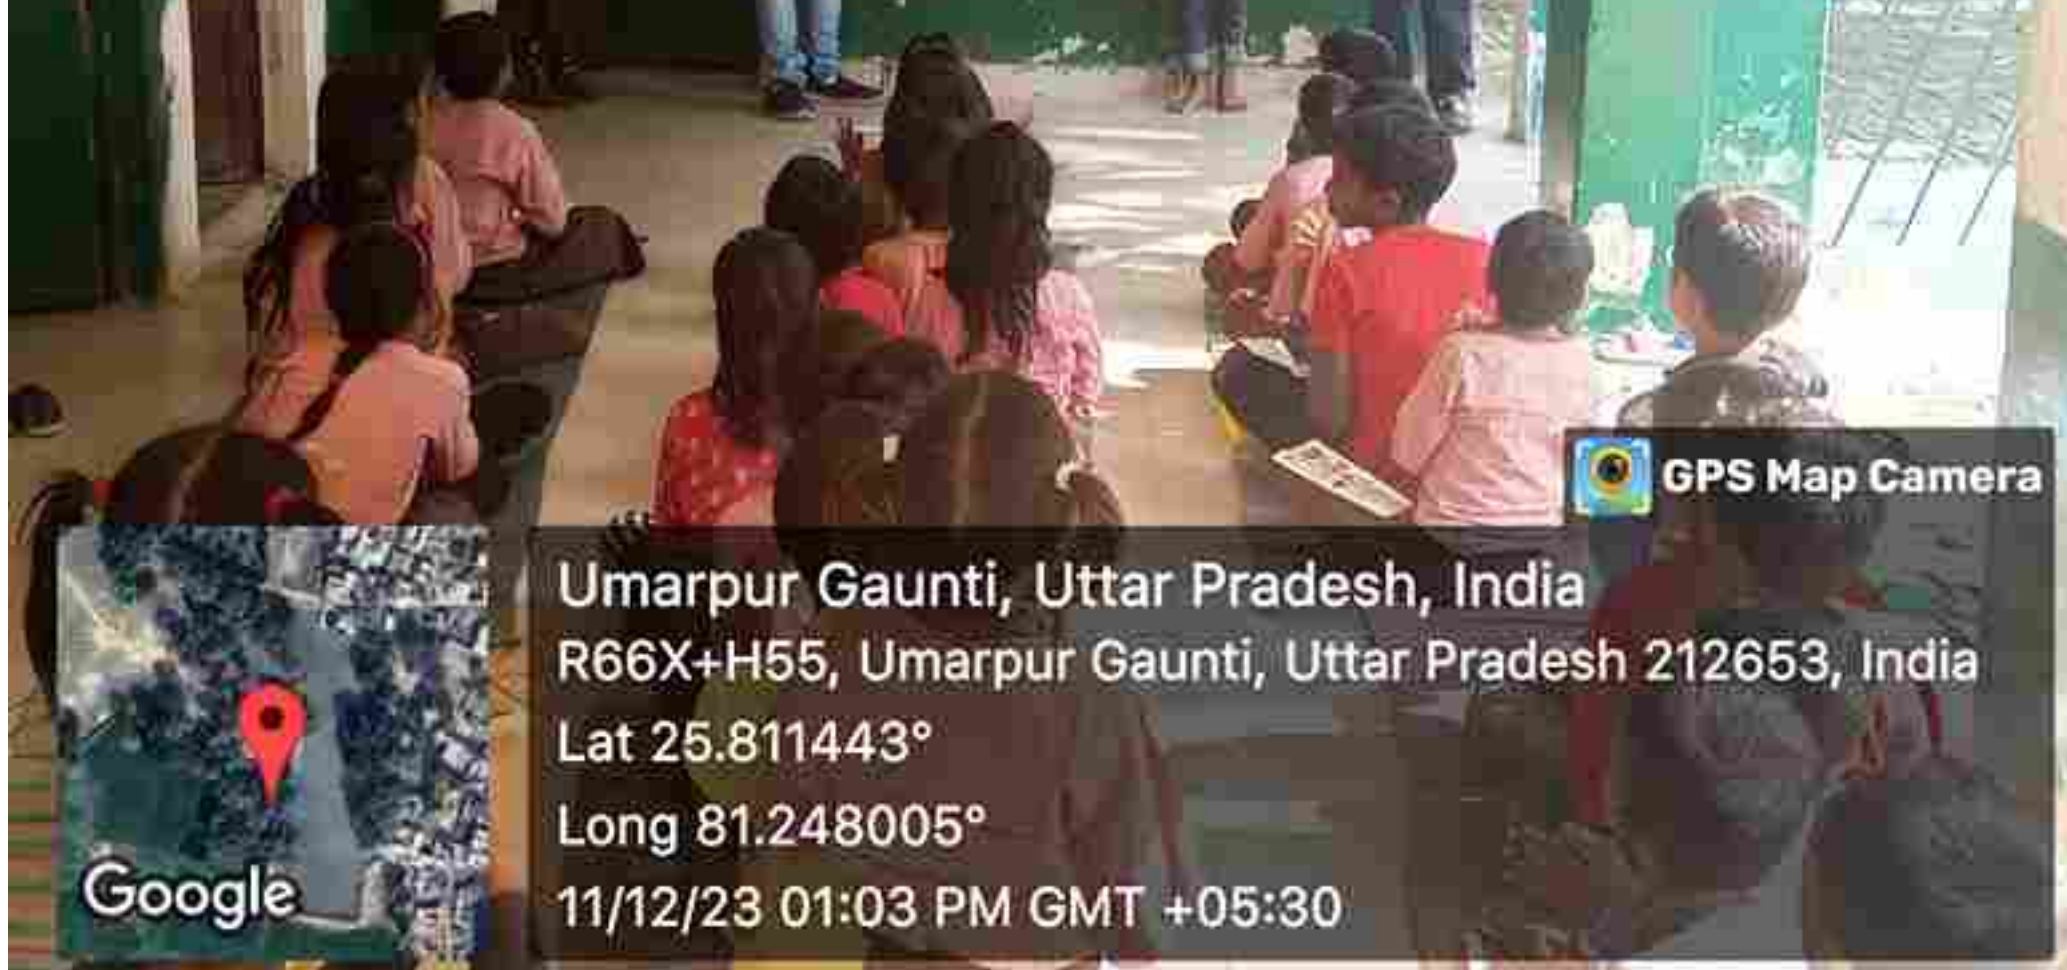 GPS Map Camera
Umarpur Gaunti, Uttar Pradesh, India
R66X+H55, Umarpur Gaunti, Uttar Pradesh 212653, India
Lat 25.811443°
Long 81.248005°
11/12/23 01:03 PM GMT +05:30
Google